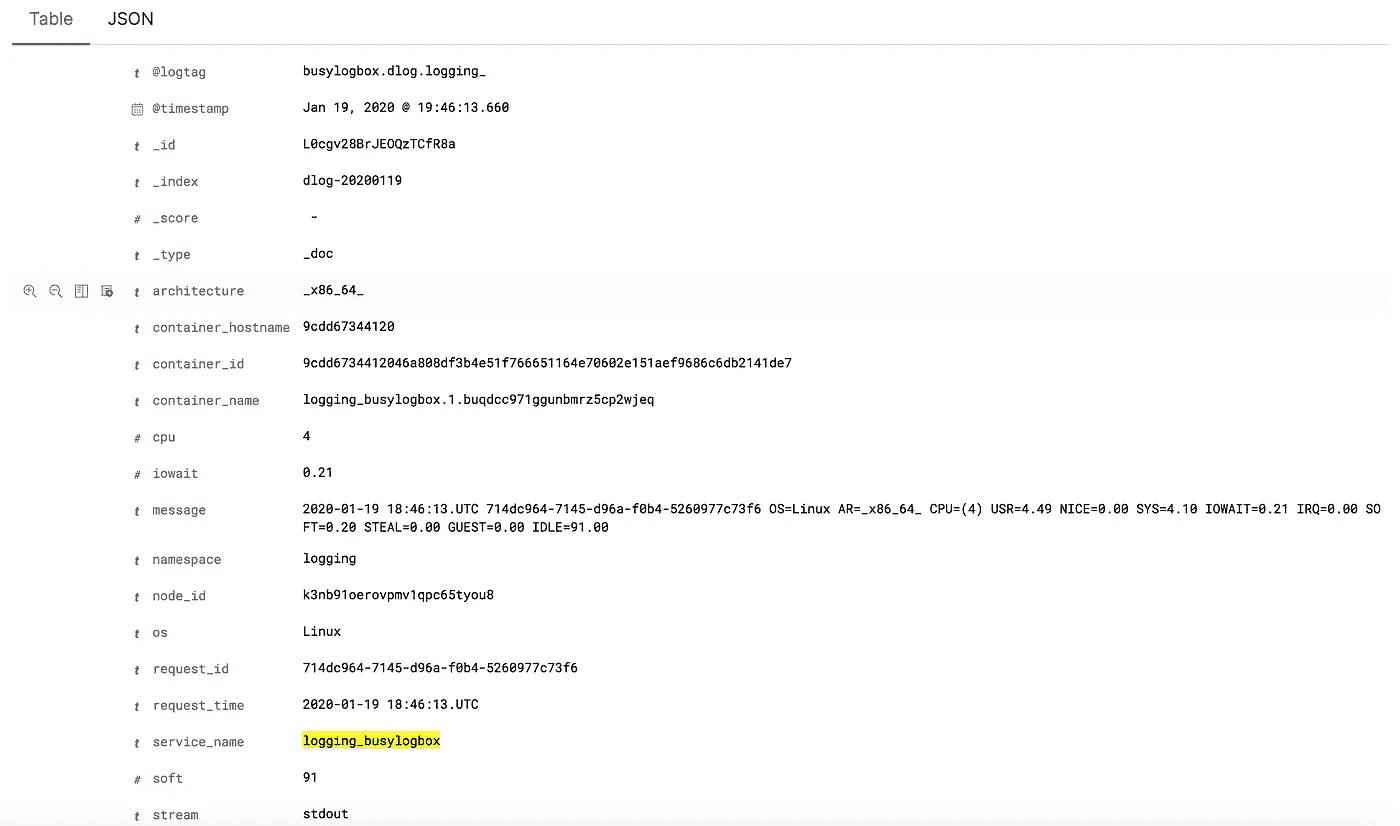 Table JSON
t @logtag busylogbox.dlog.logging_
@timestamp Jan 19, 2020 @ 19:46:13.660
t _id L0cgv28BrJEOQzTCfR8a
t _index dlog-20200119
# _score -
t _type _doc
t architecture _x86_64_
t container_hostname 9cdd67344120
t container_id 9cdd6734412046a808df3b4e51f766651164e70602e151aef9686c6db2141de7
t container_name logging_busylogbox.1.buqdcc971ggunbmrz5cp2wjeq
# cpu 4
# iowait 0.21
t message 2020-01-19 18:46:13.UTC 714dc964-7145-d96a-f0b4-5260977c73f6 OS=Linux AR=_x86_64_ CPU=(4) USR=4.49 NICE=0.00 SYS=4.10 IOWAIT=0.21 IRQ=0.00 SO
FT=0.20 STEAL=0.00 GUEST=0.00 IDLE=91.00
t namespace logging
t node_id k3nb91oerovpmv1qpc65tyou8
t os Linux
t request_id 714dc964-7145-d96a-f0b4-5260977c73f6
t request_time 2020-01-19 18:46:13.UTC
t service_name logging_busylogbox
# soft 91
t stream stdout